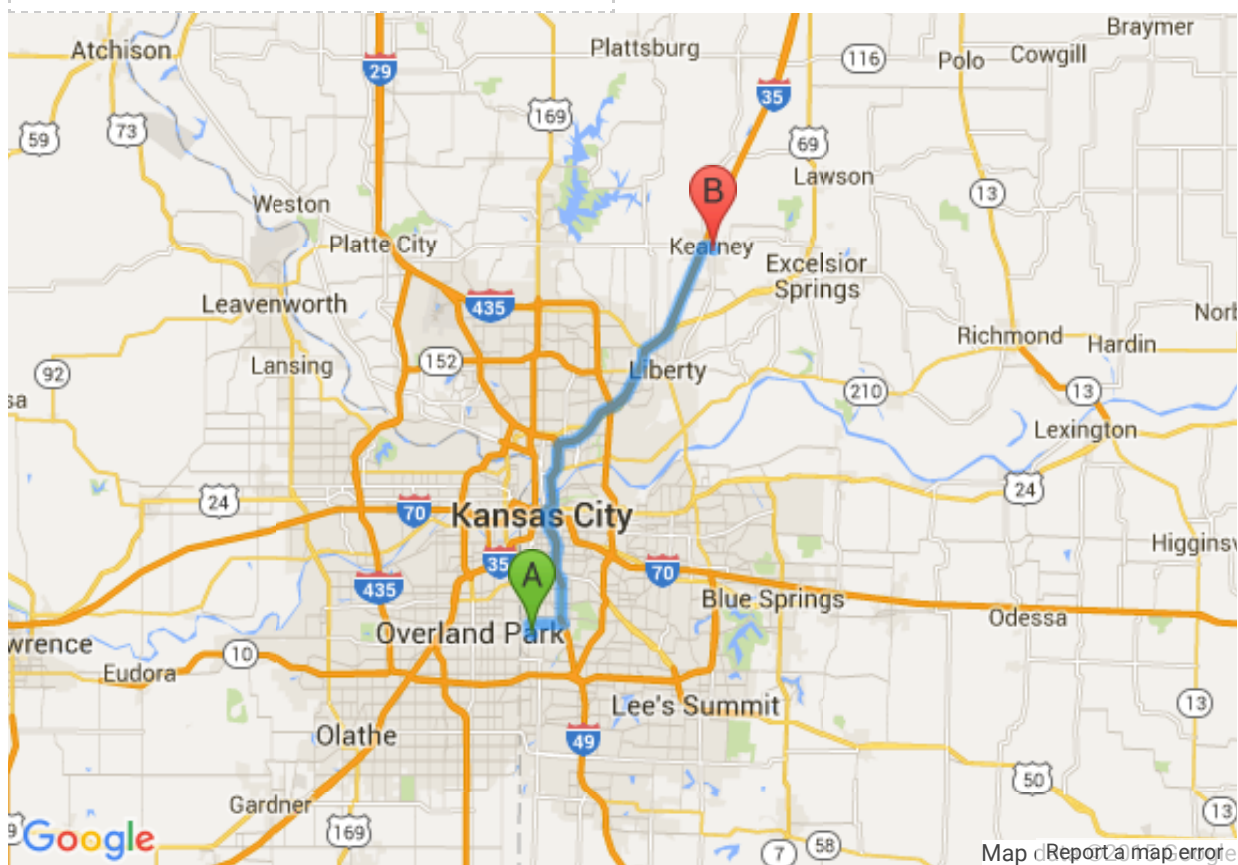 Braymer
Atchison
Plattsburg
116
Polo
Cowgill
29
35
169
59
73
69
Lawson
13
B
Weston
Platte City
Kearney
Excelsior
Springs
Leavenworth
435
Richmond
Hardin
Lansing
152
Liberty
92
210
13
Lexington
24
70
Kansas City
24
35
A
70
435
Blue Springs
Odessa
Overland Park
10
Eudora
Lee's Summit
13
Olathe
49
50
Gardner
169
13
Google
7
58
Map
Report a map error